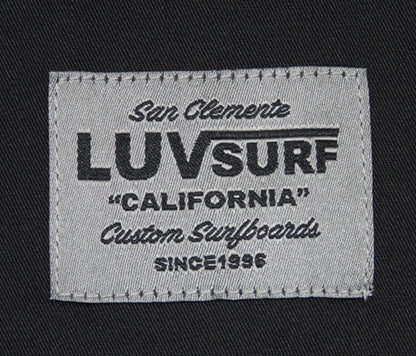 San Clemente
LUVSURF
“CALIFORNIA”
Custom Surfboards
SINCE1996